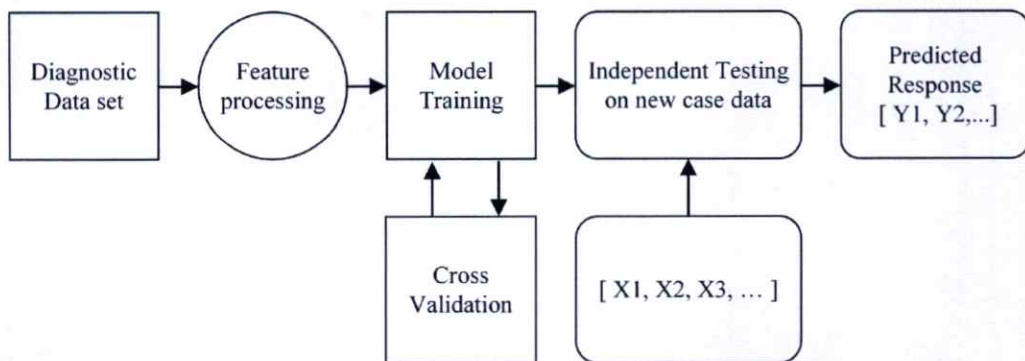 Diagnostic
Data set
Feature
processing
Model
Training
Independent Testing
on new case data
Predicted
Response
[ Y1, Y2,...]
Cross
Validation
[ X1, X2, X3, ... ]